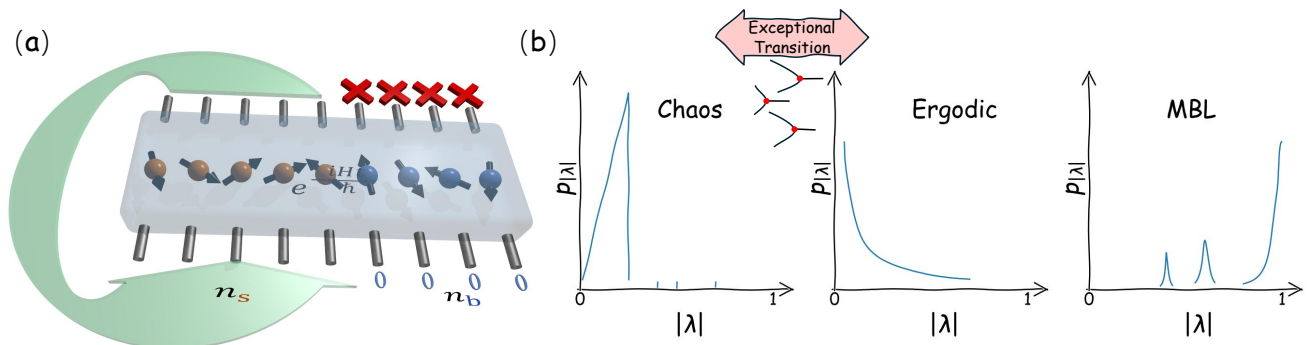 (a)
e^{-iH/ħ}
n_s
0 0 0 0
n_b
(b)
Exceptional
Transition
Chaos
p_{|λ|}
0 1
|λ|
Ergodic
p_{|λ|}
0 1
|λ|
MBL
p_{|λ|}
0 1
|λ|